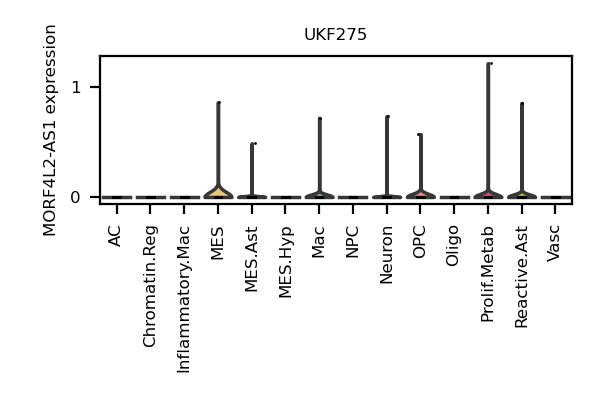 UKF275
MORF4L2-AS1 expression
1
0
AC
Chromatin.Reg
Inflammatory.Mac
MES
MES.Ast
MES.Hyp
Mac
NPC
Neuron
OPC
Oligo
Prolif.Metab
Reactive.Ast
Vasc